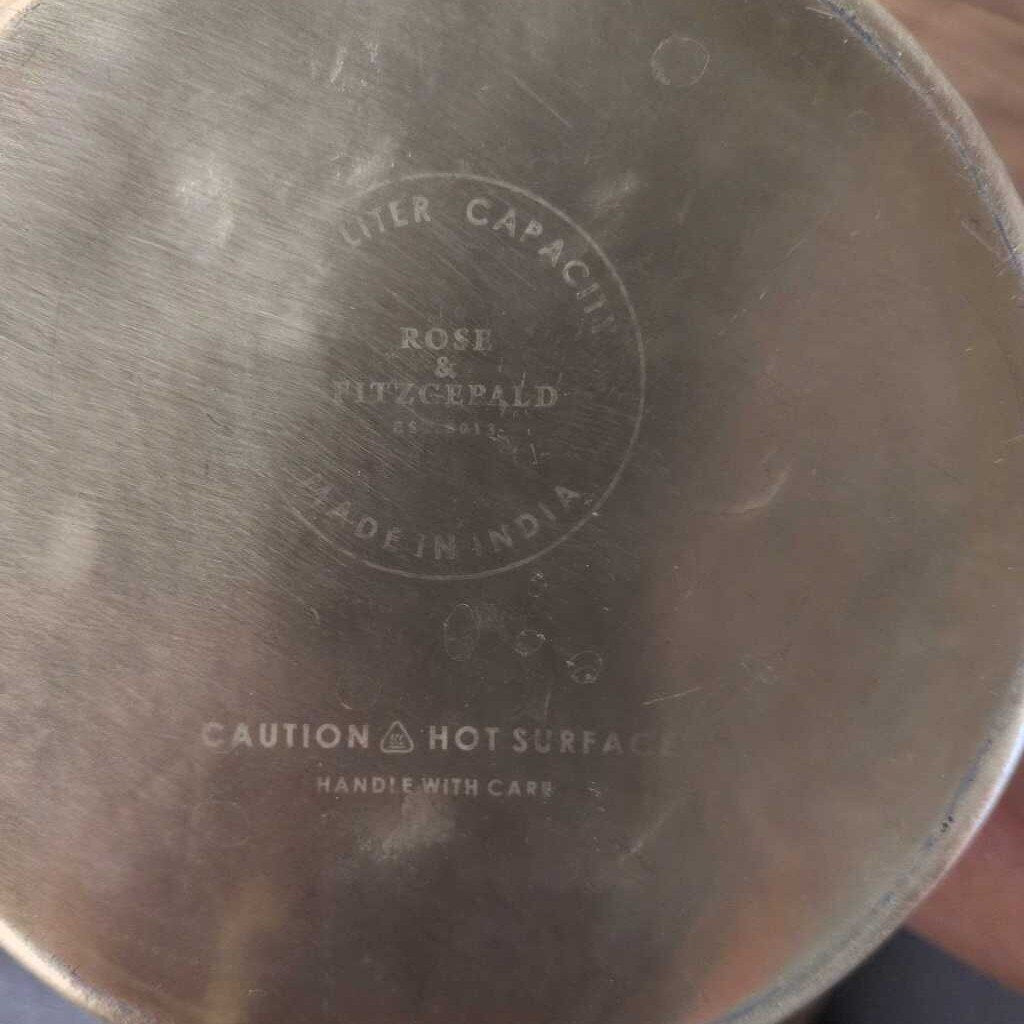 LITER CAPACITY
ROSE
&
FITZGERALD
MADE IN INDIA
CAUTION HOT SURFACE
HANDLE WITH CARE